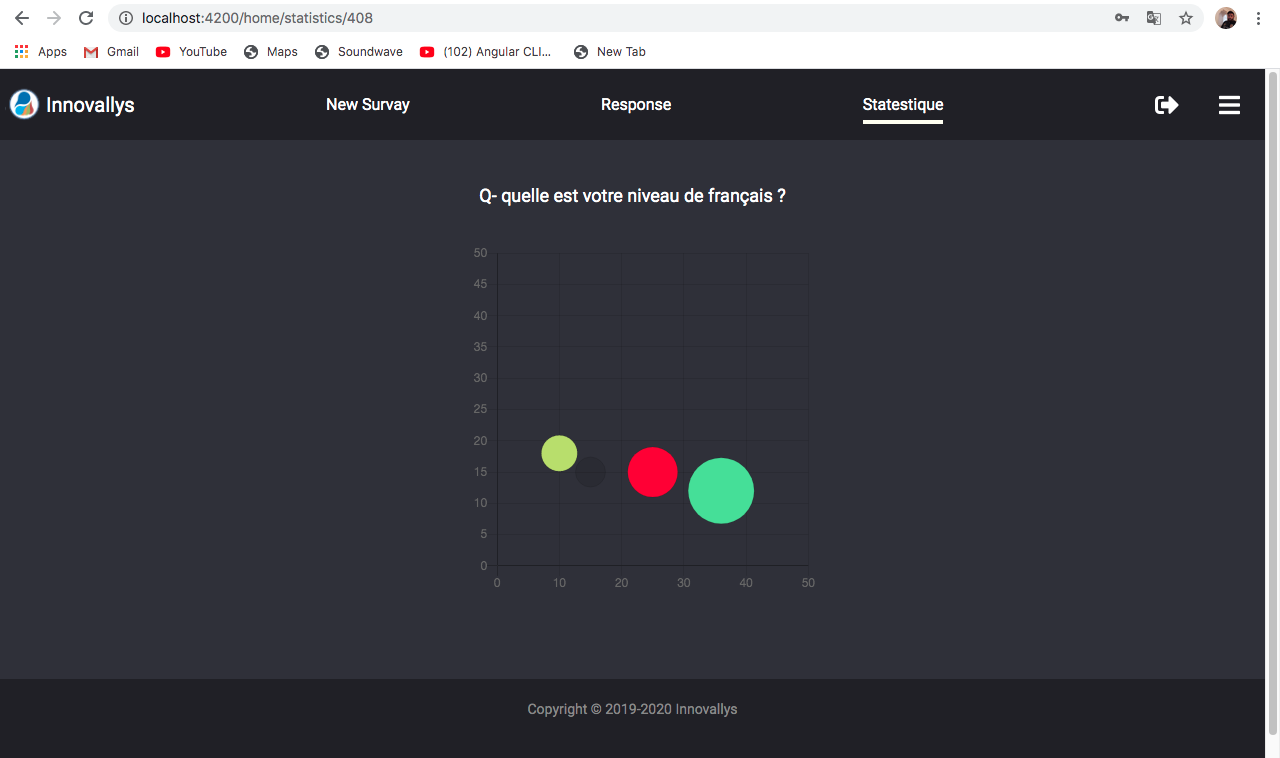 localhost:4200/home/statistics/408
Apps Gmail YouTube Maps Soundwave (102) Angular CLI... New Tab
Innovallys New Survay Response Statestique
Q- quelle est votre niveau de français ?
50
45
40
35
30
25
20
15
10
5
0
0 10 20 30 40 50
Copyright © 2019-2020 Innovallys